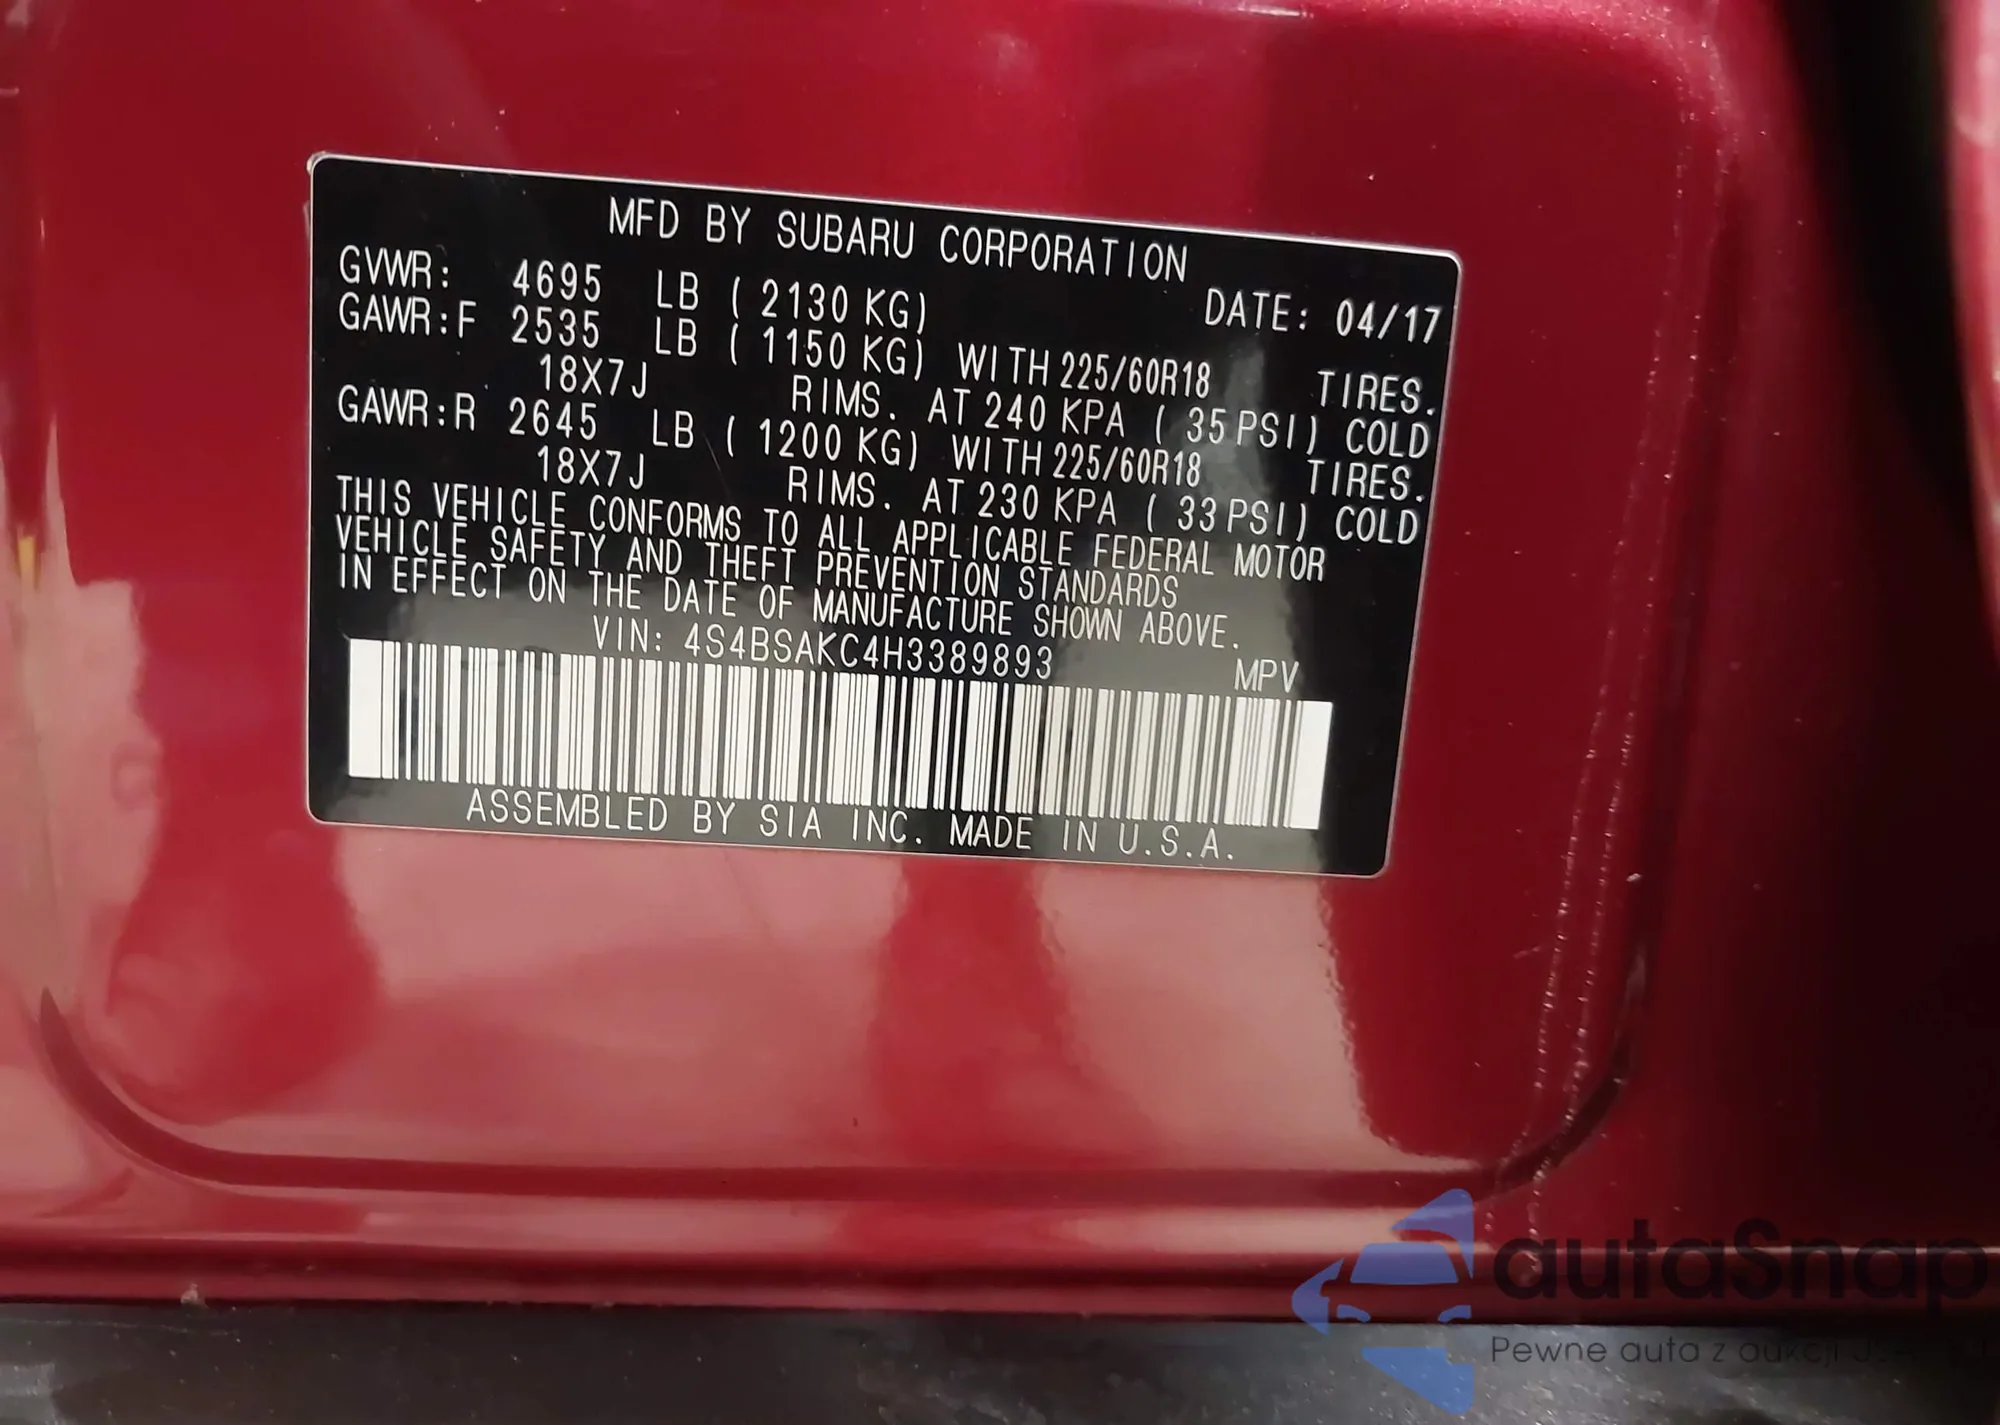 MFD BY SUBARU CORPORATION
GVWR: 4695 LB ( 2130 KG) DATE: 04/17
GAWR:F 2535 LB ( 1150 KG) WITH 225/60R18 TIRES.
18X7J RIMS. AT 240 KPA ( 35 PSI) COLD
GAWR:R 2645 LB ( 1200 KG) WITH 225/60R18 TIRES.
18X7J RIMS. AT 230 KPA ( 33 PSI) COLD
THIS VEHICLE CONFORMS TO ALL APPLICABLE FEDERAL MOTOR
VEHICLE SAFETY AND THEFT PREVENTION STANDARDS
IN EFFECT ON THE DATE OF MANUFACTURE SHOWN ABOVE.
VIN: 4S4BSAKC4H3389893 MPV
ASSEMBLED BY SIA INC. MADE IN U.S.A.
autaSnap
Pewne auta z aukcji